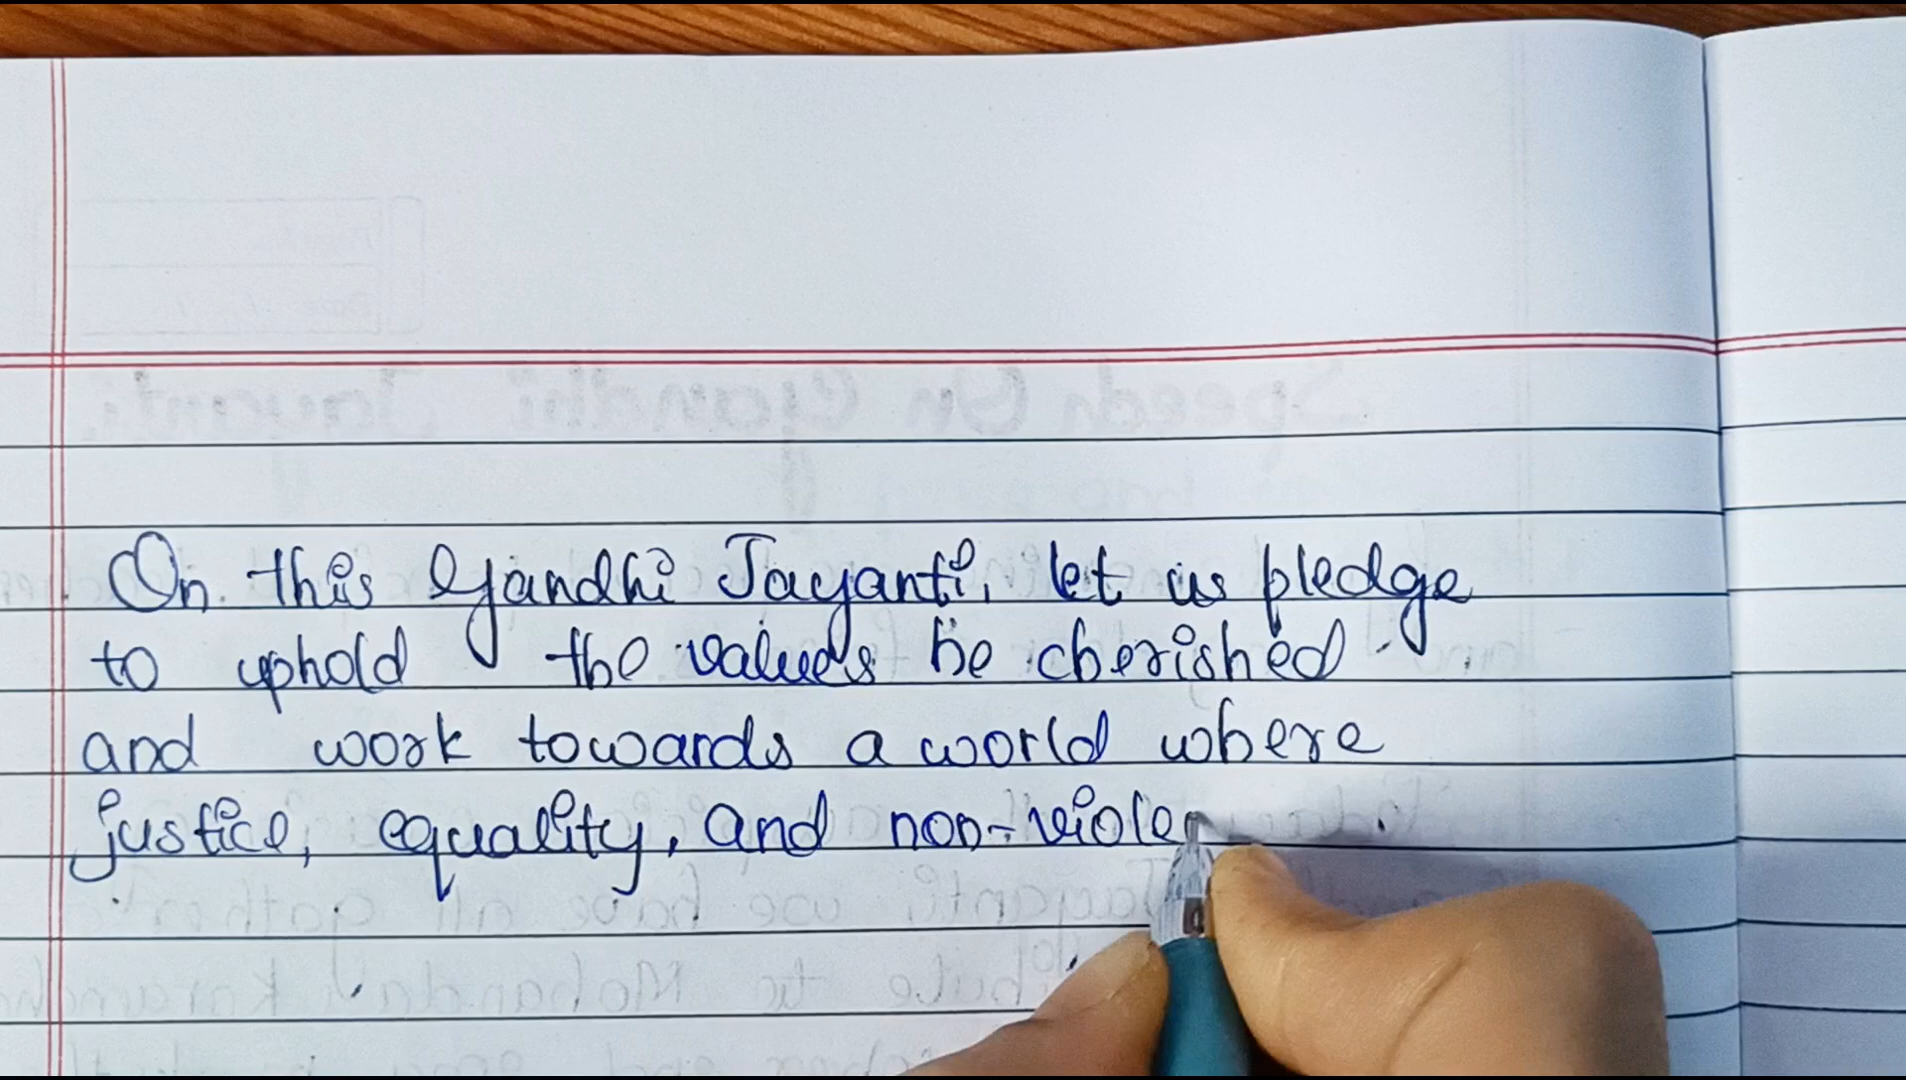 On this Gandhi Jayanti, let us pledge
to uphold the values he cherished
and work towards a world where
justice, equality, and non-violen